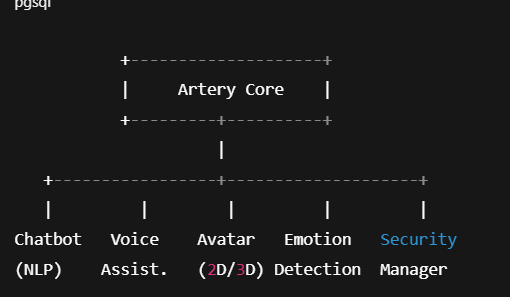 pgsql
+---------------------+
|     Artery Core    |
+---------+-----------+
|
+------------------+---------------------+
|         |        |         |         |
Chatbot   Voice    Avatar   Emotion   Security
(NLP)    Assist.   (2D/3D) Detection  Manager